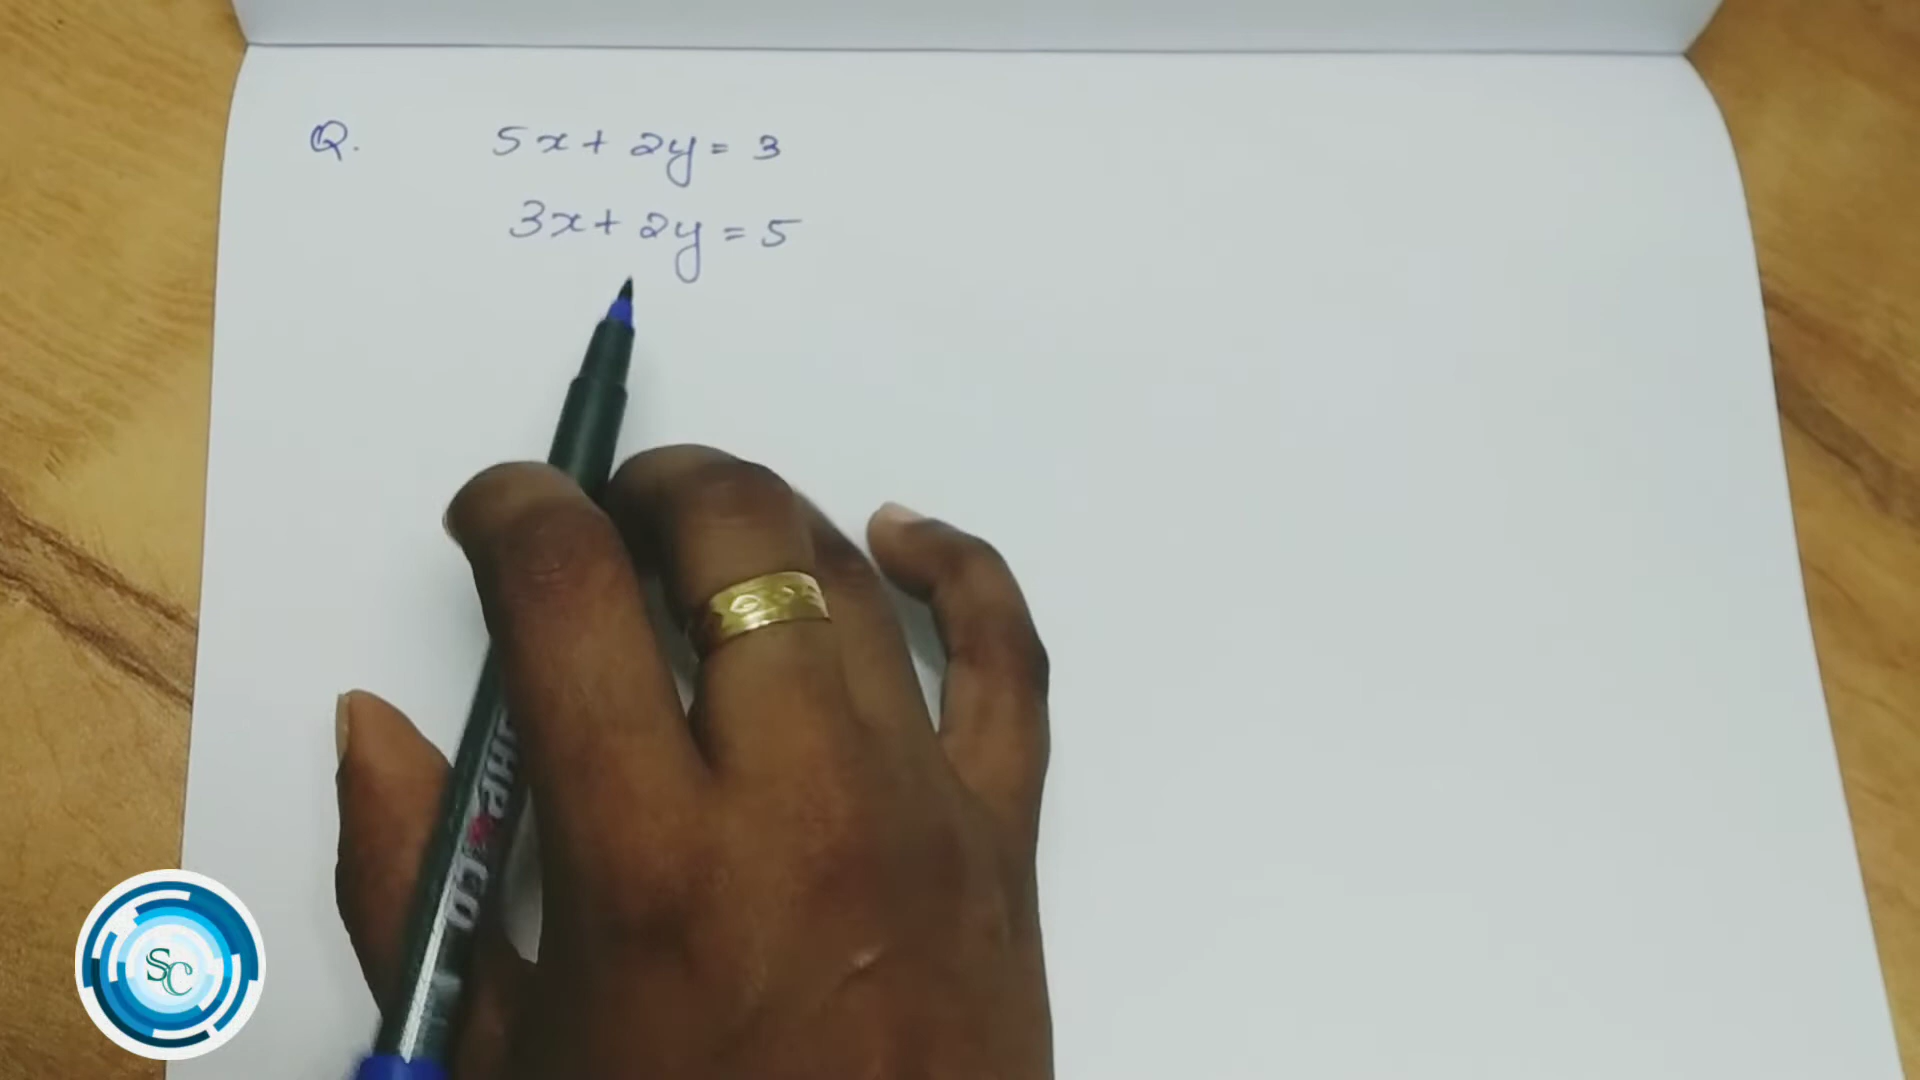 Q. 5x + 2y = 3
3x + 2y = 5
SC